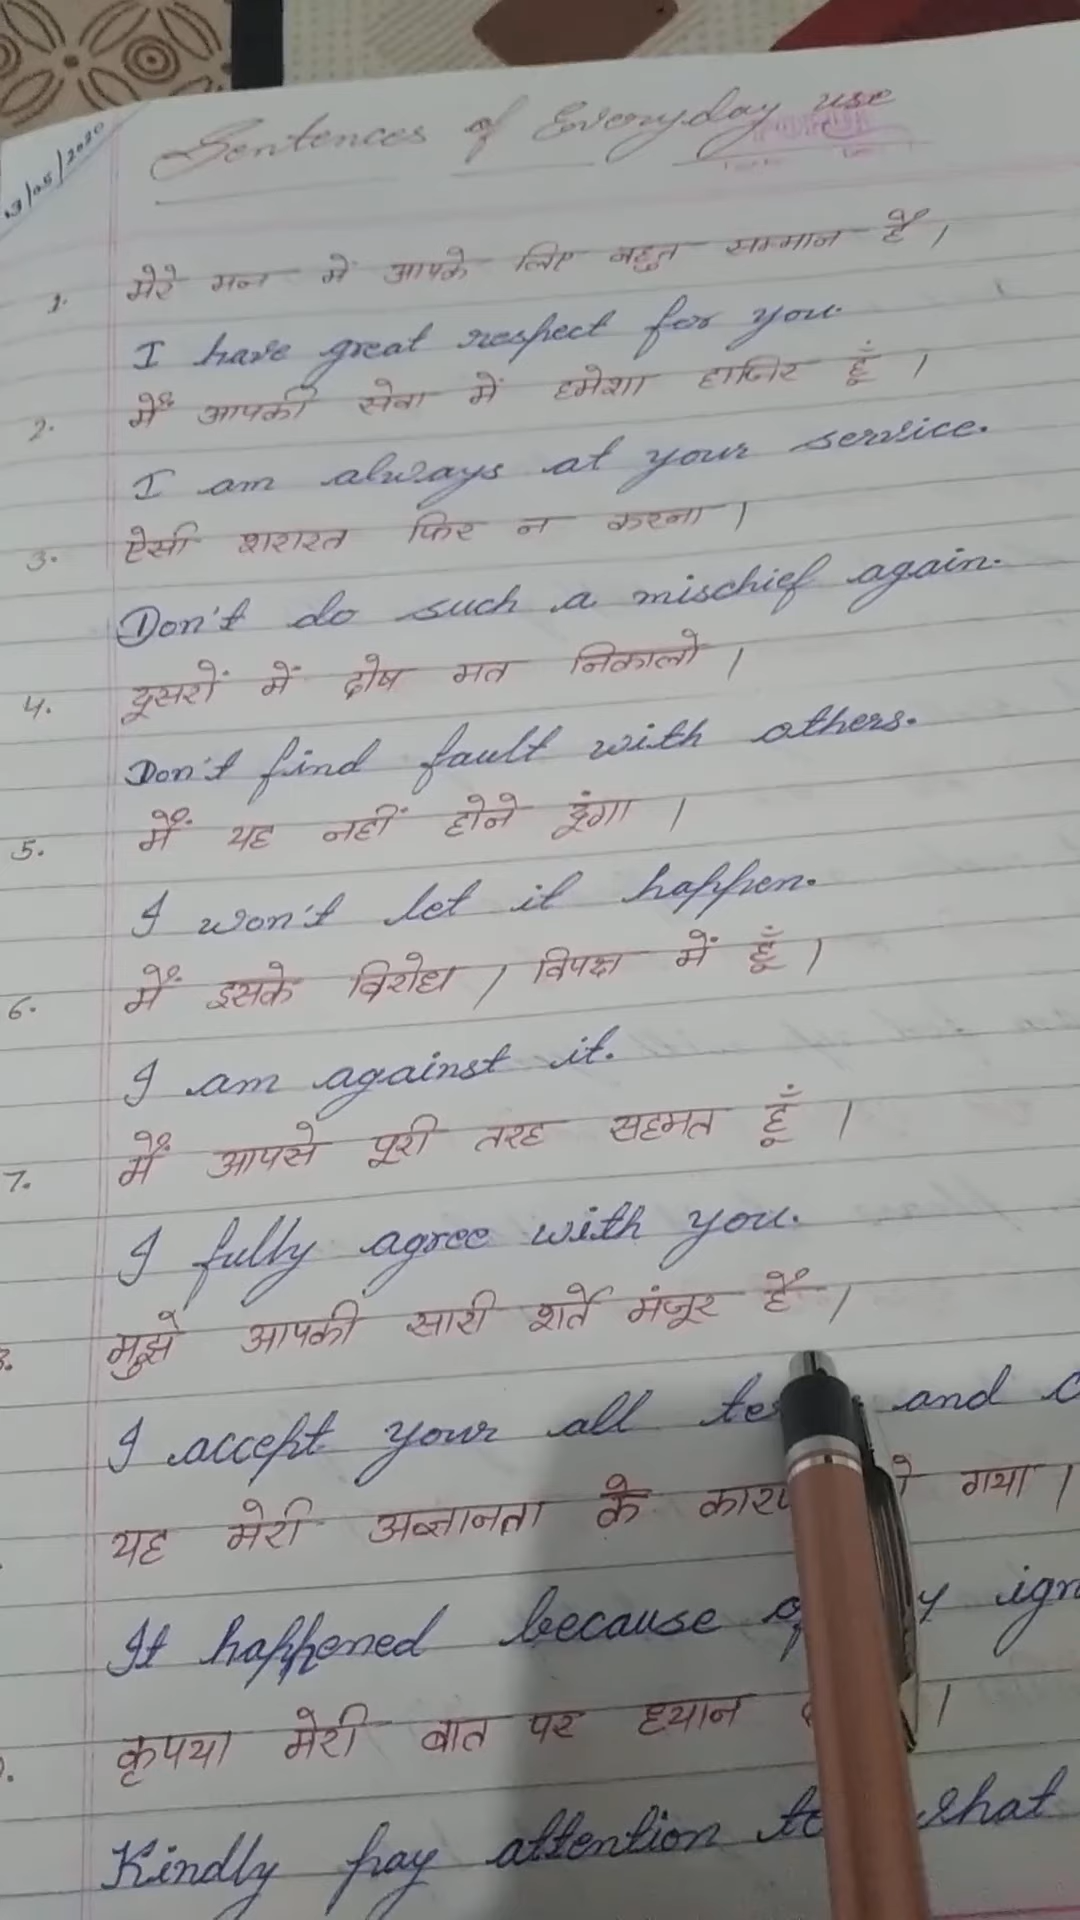 Sentences of Everyday use
/05/2020
1. मेरे मन में आपके लिए बहुत सम्मान है।
I have great respect for you.
2. मैं आपकी सेवा में हमेशा हाजिर हूँ।
I am always at your service.
3. ऐसी शरारत फिर न करना।
Don't do such a mischief again.
4. दूसरों में दोष मत निकालो।
Don't find fault with others.
5. मैं यह नहीं होने दूंगा।
I won't let it happen.
6. मैं इसके विरोध / विपक्ष में हूँ।
I am against it.
7. मैं आपसे पूरी तरह सहमत हूँ।
I fully agree with you.
मुझे आपकी सारी शर्ते मंजूर है।
I accept your all and
यह मेरी अज्ञानता के गया।
It happened because
कृपया मेरी बात पर ध्यान ।
Kindly pay attention to what